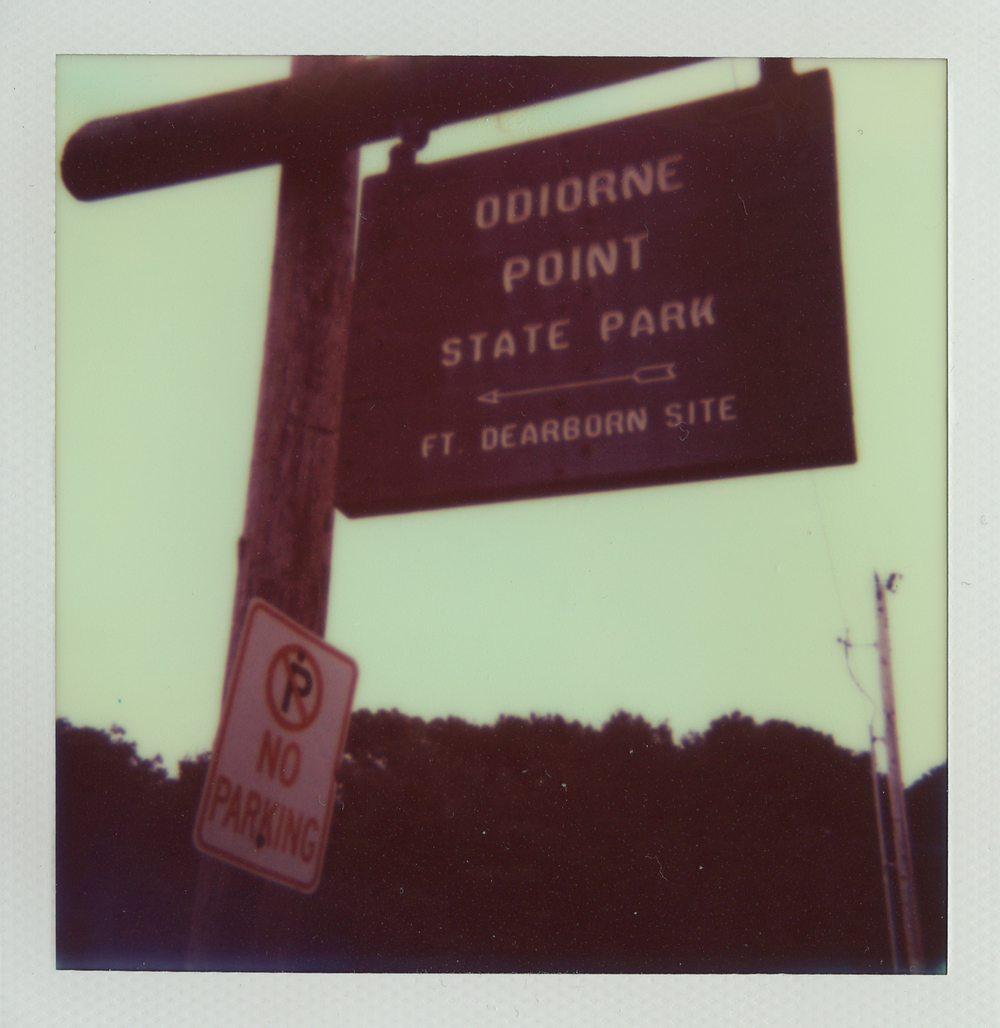 ODIORNE
POINT
STATE PARK
FT. DEARBORN SITE
P
NO
PARKING